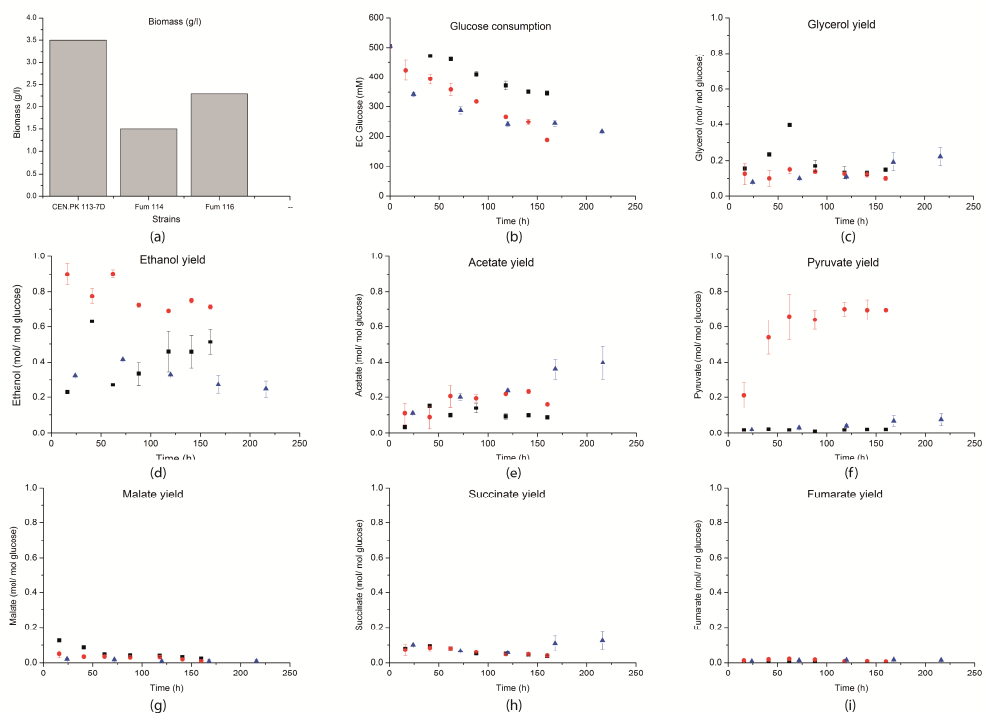 Biomass (g/l)
3.5
3.0
2.5
2.0
1.5
1.0
0.5
0.0
Biomass (g/l)
CEN.PK 113-7D Fum 114 Fum 116 --
Strains
(a)
Glucose consumption
600
500
400
300
200
100
0
EC Glucose (mM)
0 50 100 150 200 250
Time (h)
(b)
Glycerol yield
1.0
0.8
0.6
0.4
0.2
0.0
Glycerol (mol/ mol glucose)
0 50 100 150 200 250
Time (h)
(c)
Ethanol yield
1.0
0.8
0.6
0.4
0.2
0.0
Ethanol (mol/ mol glucose)
0 50 100 150 200 250
Time (h)
(d)
Acetate yield
1.0
0.8
0.6
0.4
0.2
0.0
Acetate (mol/ mol glucose)
0 50 100 150 200 250
Time (h)
(e)
Pyruvate yield
1.0
0.8
0.6
0.4
0.2
0.0
Pyruvate (mol/ mol glucose)
0 50 100 150 200 250
Time (h)
(f)
Malate yield
1.0
0.8
0.6
0.4
0.2
0.0
Malate (mol/ mol glucose)
0 50 100 150 200 250
Time (h)
(g)
Succinate yield
1.0
0.8
0.6
0.4
0.2
0.0
Succinate (mol/ mol glucose)
0 50 100 150 200 250
Time (h)
(h)
Fumarate yield
1.0
0.8
0.6
0.4
0.2
0.0
Fumarate (mol/ mol glucose)
0 50 100 150 200 250
Time (h)
(i)